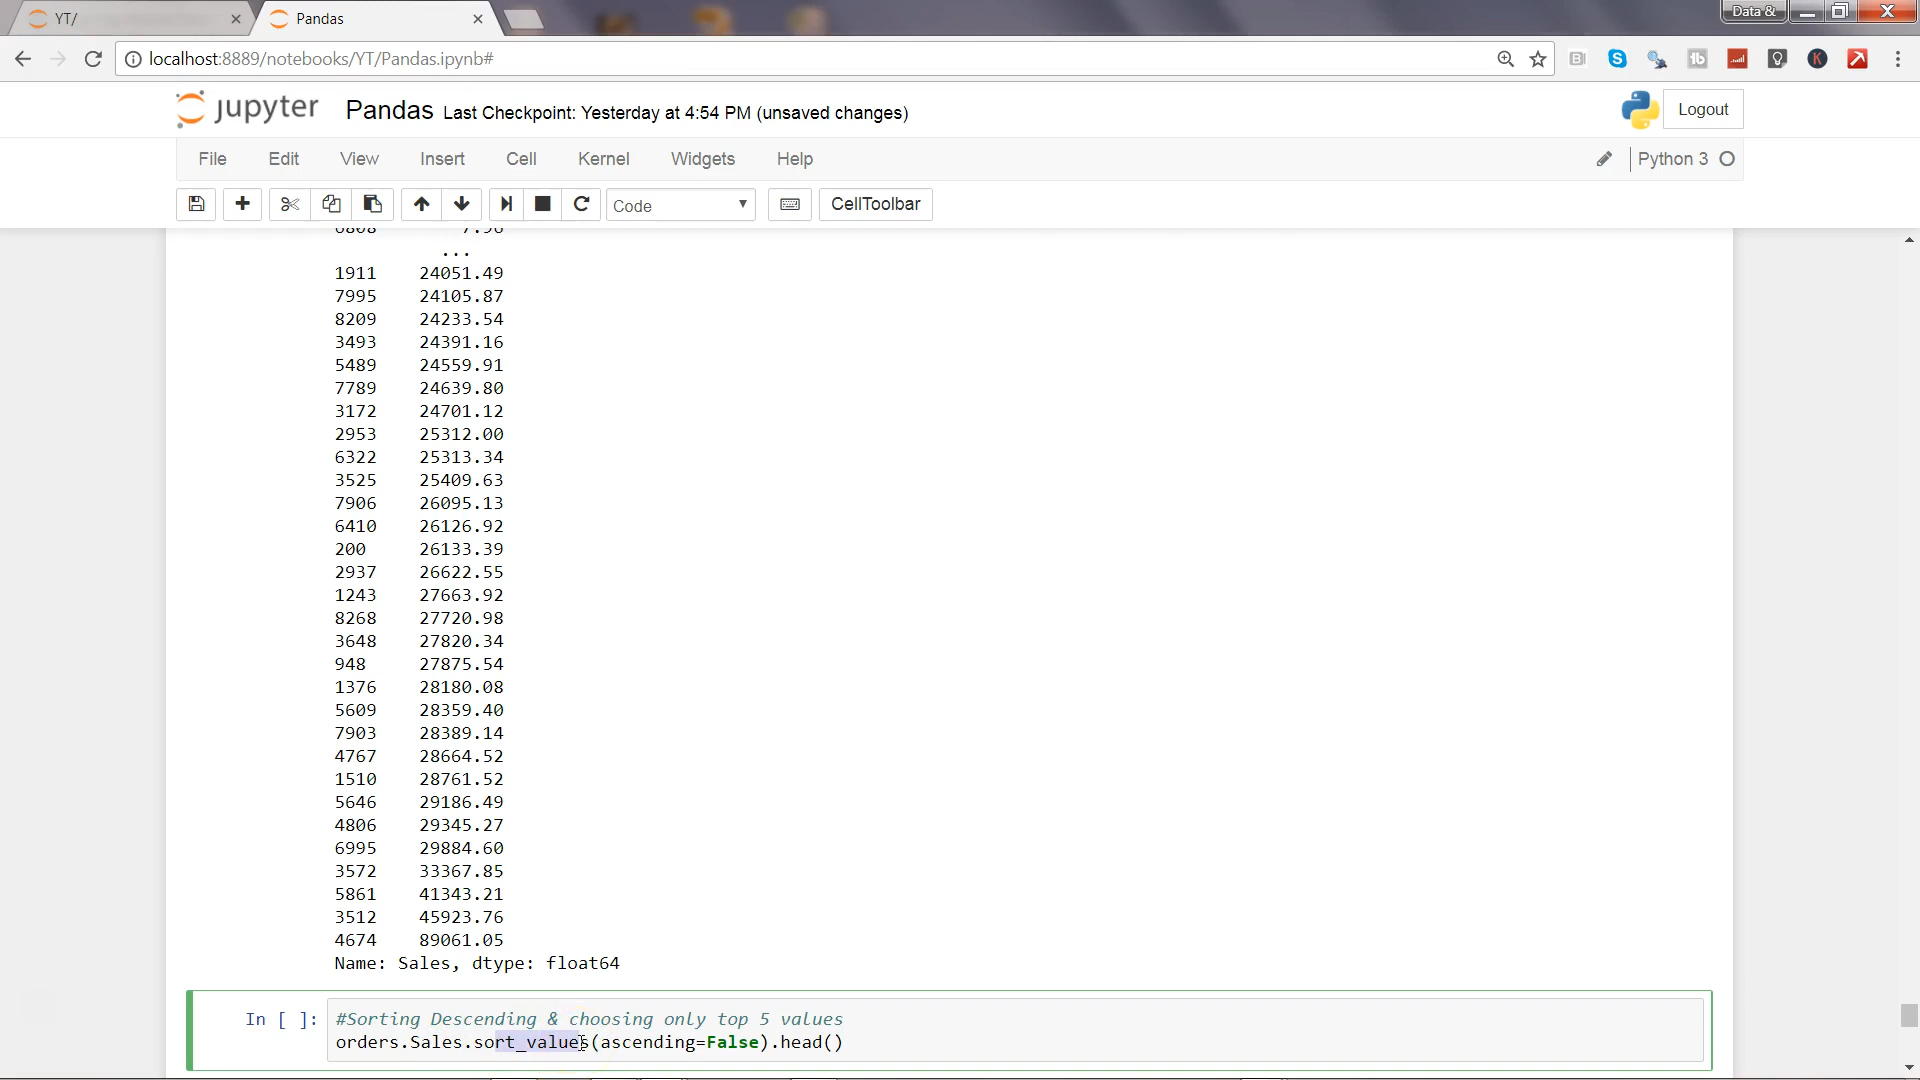 YT/
Pandas
Data &
localhost:8889/notebooks/YT/Pandas.ipynb#
jupyter Pandas Last Checkpoint: Yesterday at 4:54 PM (unsaved changes)
Logout
File Edit View Insert Cell Kernel Widgets Help
Python 3
Code
CellToolbar
6808 7.96
...
1911 24051.49
7995 24105.87
8209 24233.54
3493 24391.16
5489 24559.91
7789 24639.80
3172 24701.12
2953 25312.00
6322 25313.34
3525 25409.63
7906 26095.13
6410 26126.92
200 26133.39
2937 26622.55
1243 27663.92
8268 27720.98
3648 27820.34
948 27875.54
1376 28180.08
5609 28359.40
7903 28389.14
4767 28664.52
1510 28761.52
5646 29186.49
4806 29345.27
6995 29884.60
3572 33367.85
5861 41343.21
3512 45923.76
4674 89061.05
Name: Sales, dtype: float64
In [ ]: #Sorting Descending & choosing only top 5 values
orders.Sales.sort_values(ascending=False).head()